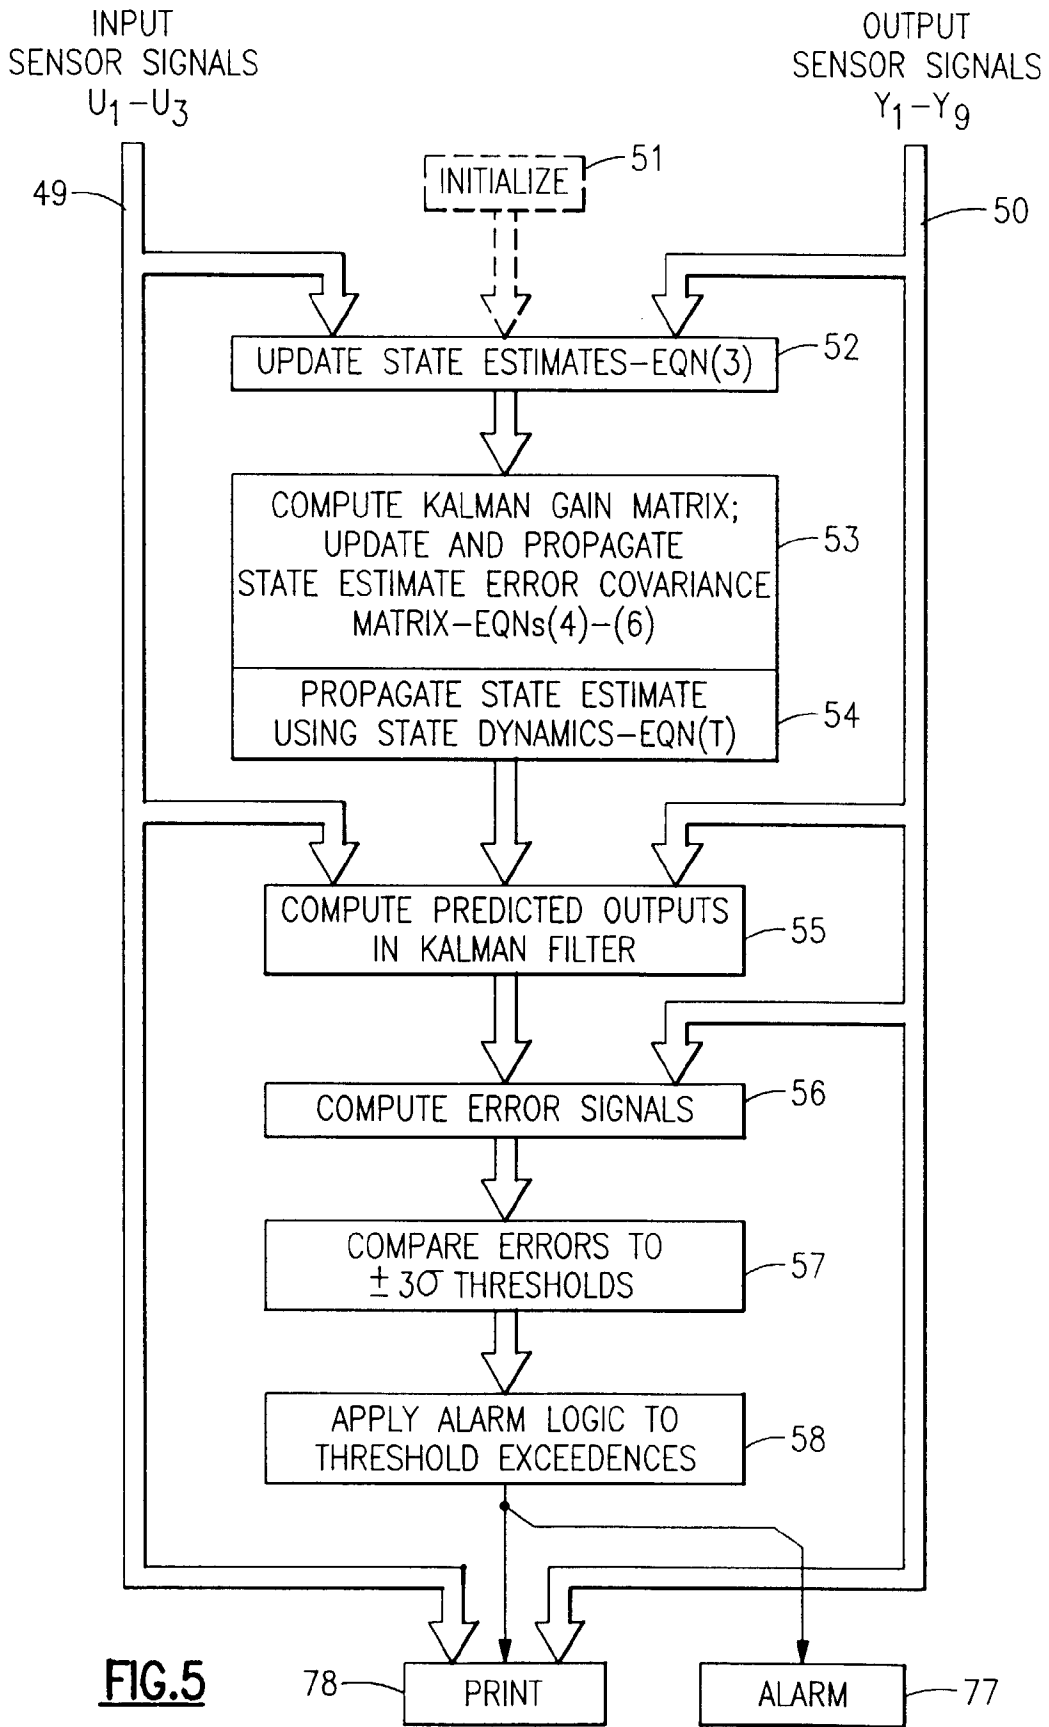 INPUT
SENSOR SIGNALS
U1-U3
OUTPUT
SENSOR SIGNALS
Y1-Y9
49
INITIALIZE
51
50
UPDATE STATE ESTIMATES-EQN(3)
52
COMPUTE KALMAN GAIN MATRIX;
UPDATE AND PROPAGATE
STATE ESTIMATE ERROR COVARIANCE
MATRIX-EQNs(4)-(6)
53
PROPAGATE STATE ESTIMATE
USING STATE DYNAMICS-EQN(T)
54
COMPUTE PREDICTED OUTPUTS
IN KALMAN FILTER
55
COMPUTE ERROR SIGNALS
56
COMPARE ERRORS TO
± 3σ THRESHOLDS
57
APPLY ALARM LOGIC TO
THRESHOLD EXCEEDENCES
58
FIG.5
78
PRINT
ALARM
77